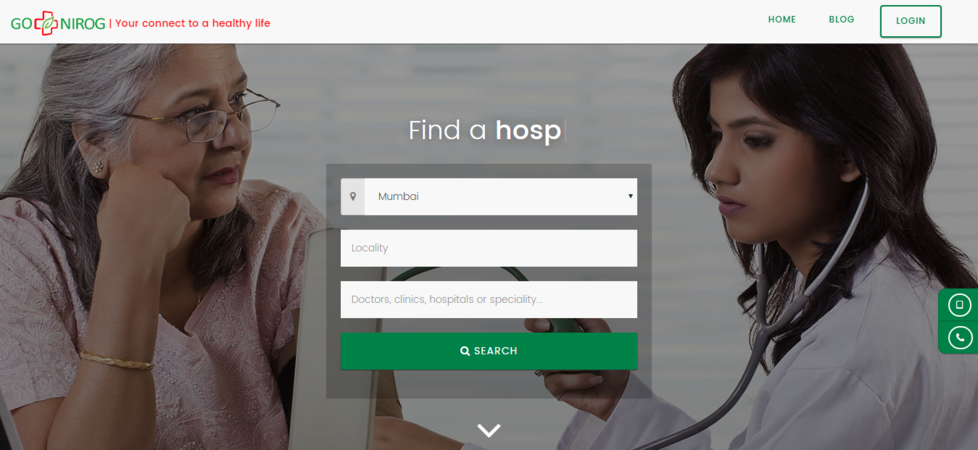 GO NIROG | Your connect to a healthy life
HOME
BLOG
LOGIN
Find a hosp
Mumbai
Locality
Doctors, clinics, hospitals or speciality...
SEARCH